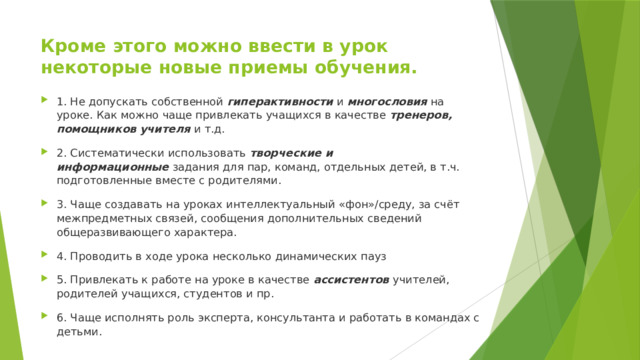 Кроме этого можно ввести в урок
некоторые новые приемы обучения.
1. Не допускать собственной гиперактивности и многословия на
уроке. Как можно чаще привлекать учащихся в качестве тренеров,
помощников учителя и т.д.
2. Систематически использовать творческие и
информационные задания для пар, команд, отдельных детей, в т.ч.
подготовленные вместе с родителями.
3. Чаще создавать на уроках интеллектуальный «фон»/среду, за счёт
межпредметных связей, сообщения дополнительных сведений
общеразвивающего характера.
4. Проводить в ходе урока несколько динамических пауз
5. Привлекать к работе на уроке в качестве ассистентов учителей,
родителей учащихся, студентов и пр.
6. Чаще исполнять роль эксперта, консультанта и работать в командах с
детьми.